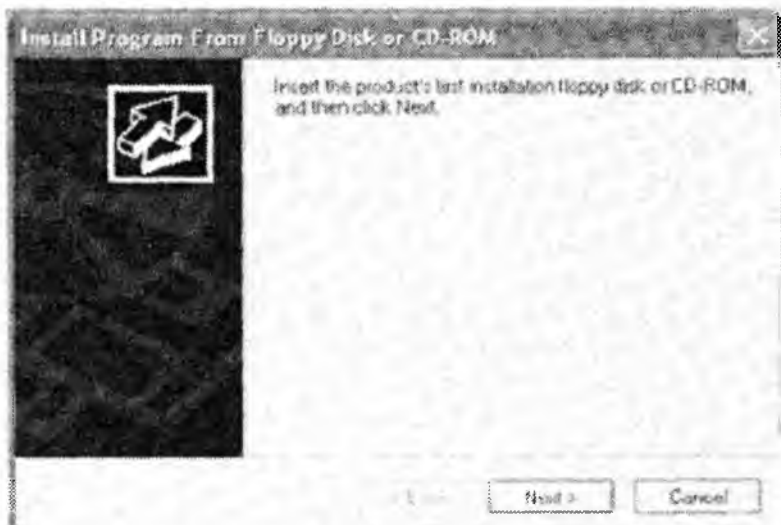 Install Program From Floppy Disk or CD-ROM
Insert the product's first installation floppy disk or CD-ROM,
and then click Next.
Next >
Cancel